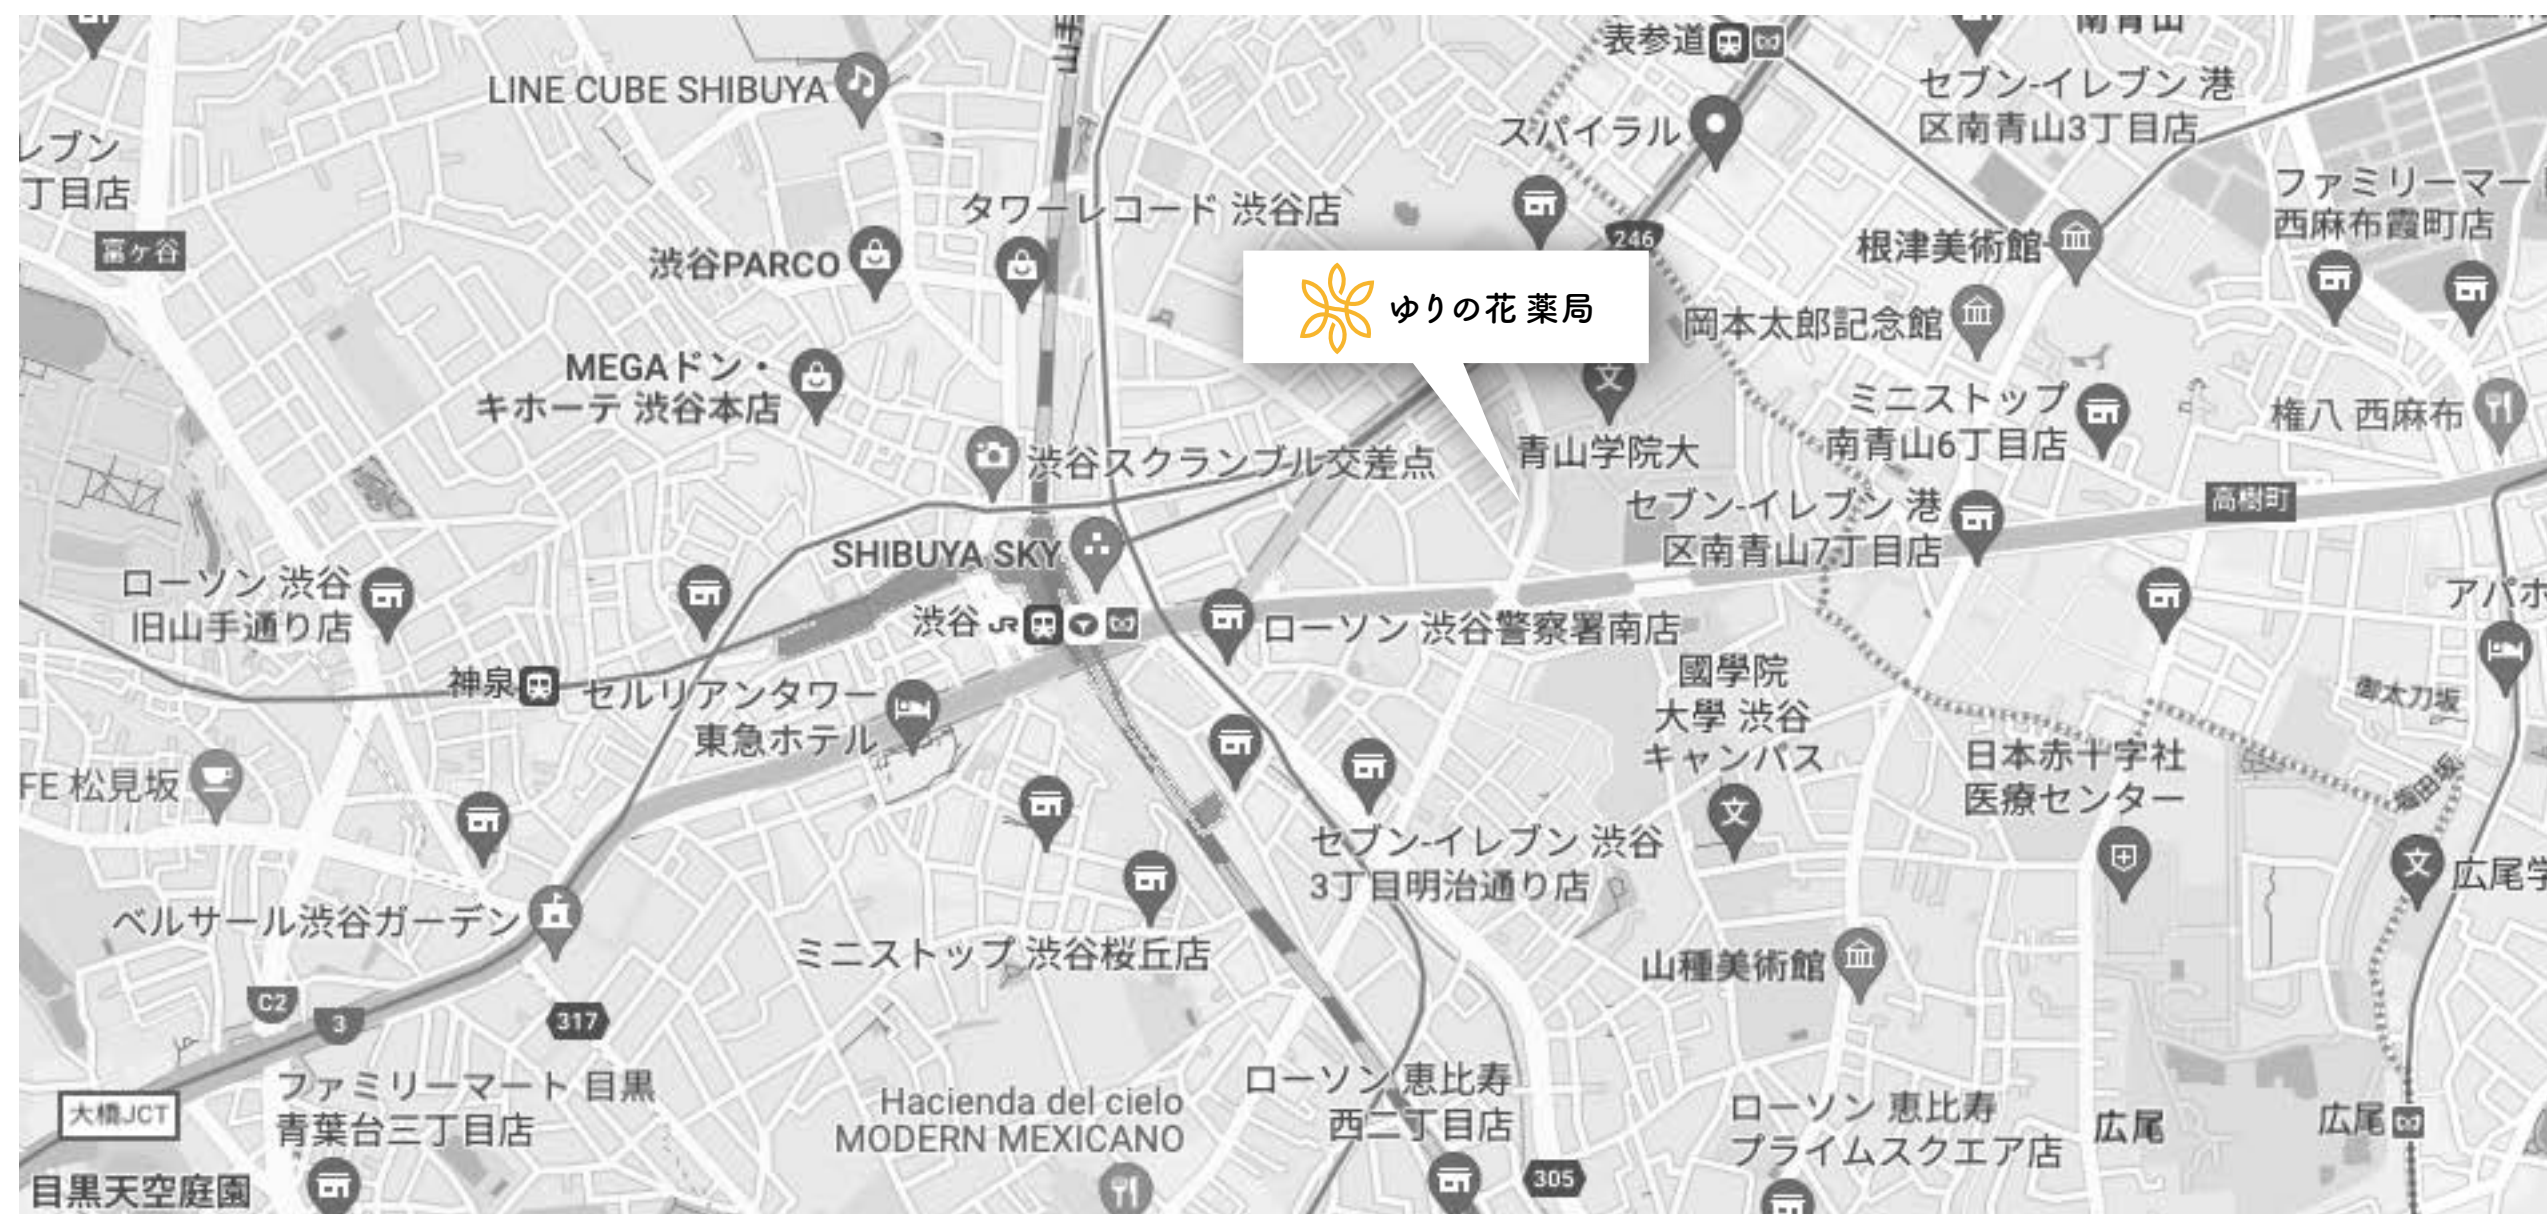 表参道
LINE CUBE SHIBUYA
スパイラル
セブン-イレブン 港
区南青山3丁目店
レブン
丁目店
タワーレコード 渋谷店
ファミリーマー
西麻布霞町店
富ヶ谷
渋谷PARCO
246
根津美術館
ゆりの花 薬局
岡本太郎記念館
MEGAドン・
キホーテ 渋谷本店
ミニストップ
南青山6丁目店
権八 西麻布
渋谷スクランブル交差点
青山学院大
セブン-イレブン 港
区南青山7丁目店
高樹町
SHIBUYA SKY
ローソン 渋谷
旧山手通り店
渋谷 JR
ローソン 渋谷警察署南店
アパホ
神泉
セルリアンタワー
東急ホテル
國學院
大學 渋谷
キャンパス
御太刀坂
日本赤十字社
医療センター
堀田坂
FE 松見坂
セブン-イレブン 渋谷
3丁目明治通り店
広尾学
ベルサール渋谷ガーデン
ミニストップ 渋谷桜丘店
山種美術館
C2
3
317
ファミリーマート 目黒
青葉台三丁目店
大橋JCT
Hacienda del cielo
MODERN MEXICANO
ローソン 恵比寿
西二丁目店
ローソン 恵比寿
プライムスクエア店
広尾
広尾
目黒天空庭園
305